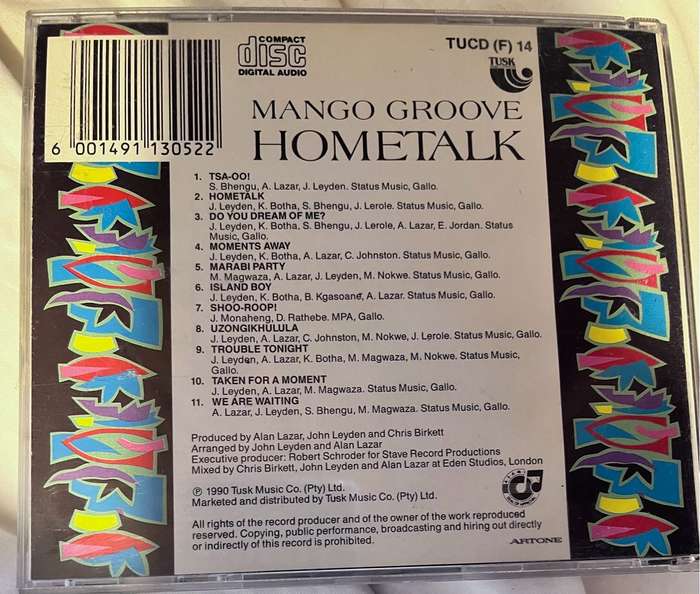 COMPACT
disc
DIGITAL AUDIO
TUCD (F) 14
TUSK
6 001491 130522
MANGO GROOVE
HOMETALK
1. TSA-OO!
S. Bhengu, A. Lazar, J. Leyden. Status Music, Gallo.
2. HOMETALK
J. Leyden, K. Botha, S. Bhengu, J. Lerole. Status Music, Gallo.
3. DO YOU DREAM OF ME?
J. Leyden, K. Botha, S. Bhengu, J. Lerole, A. Lazar, E. Jordan. Status
Music, Gallo.
4. MOMENTS AWAY
J. Leyden, K. Botha, A. Lazar, C. Johnston. Status Music, Gallo.
5. MARABI PARTY
M. Magwaza, A. Lazar, J. Leyden, M. Nokwe. Status Music, Gallo.
6. ISLAND BOY
J. Leyden, K. Botha, B. Kgasoane, A. Lazar. Status Music, Gallo.
7. SHOO-ROOP!
J. Monaheng, D. Rathebe. MPA, Gallo.
8. UZONGIKHULULA
J. Leyden, A. Lazar, C. Johnston, M. Nokwe, J. Lerole. Status Music, Gallo.
9. TROUBLE TONIGHT
J. Leyden, A. Lazar, K. Botha, M. Magwaza, M. Nokwe. Status Music,
Gallo.
10. TAKEN FOR A MOMENT
J. Leyden, A. Lazar, M. Magwaza. Status Music, Gallo.
11. WE ARE WAITING
A. Lazar, J. Leyden, S. Bhengu, M. Magwaza. Status Music, Gallo.
Produced by Alan Lazar, John Leyden and Chris Birkett
Arranged by John Leyden and Alan Lazar
Executive producer: Robert Schroder for Stave Record Productions
Mixed by Chris Birkett, John Leyden and Alan Lazar at Eden Studios, London
℗ 1990 Tusk Music Co. (Pty) Ltd.
Marketed and distributed by Tusk Music Co. (Pty) Ltd.
All rights of the record producer and of the owner of the work reproduced
reserved. Copying, public performance, broadcasting and hiring out directly
or indirectly of this record is prohibited.
ARTONE